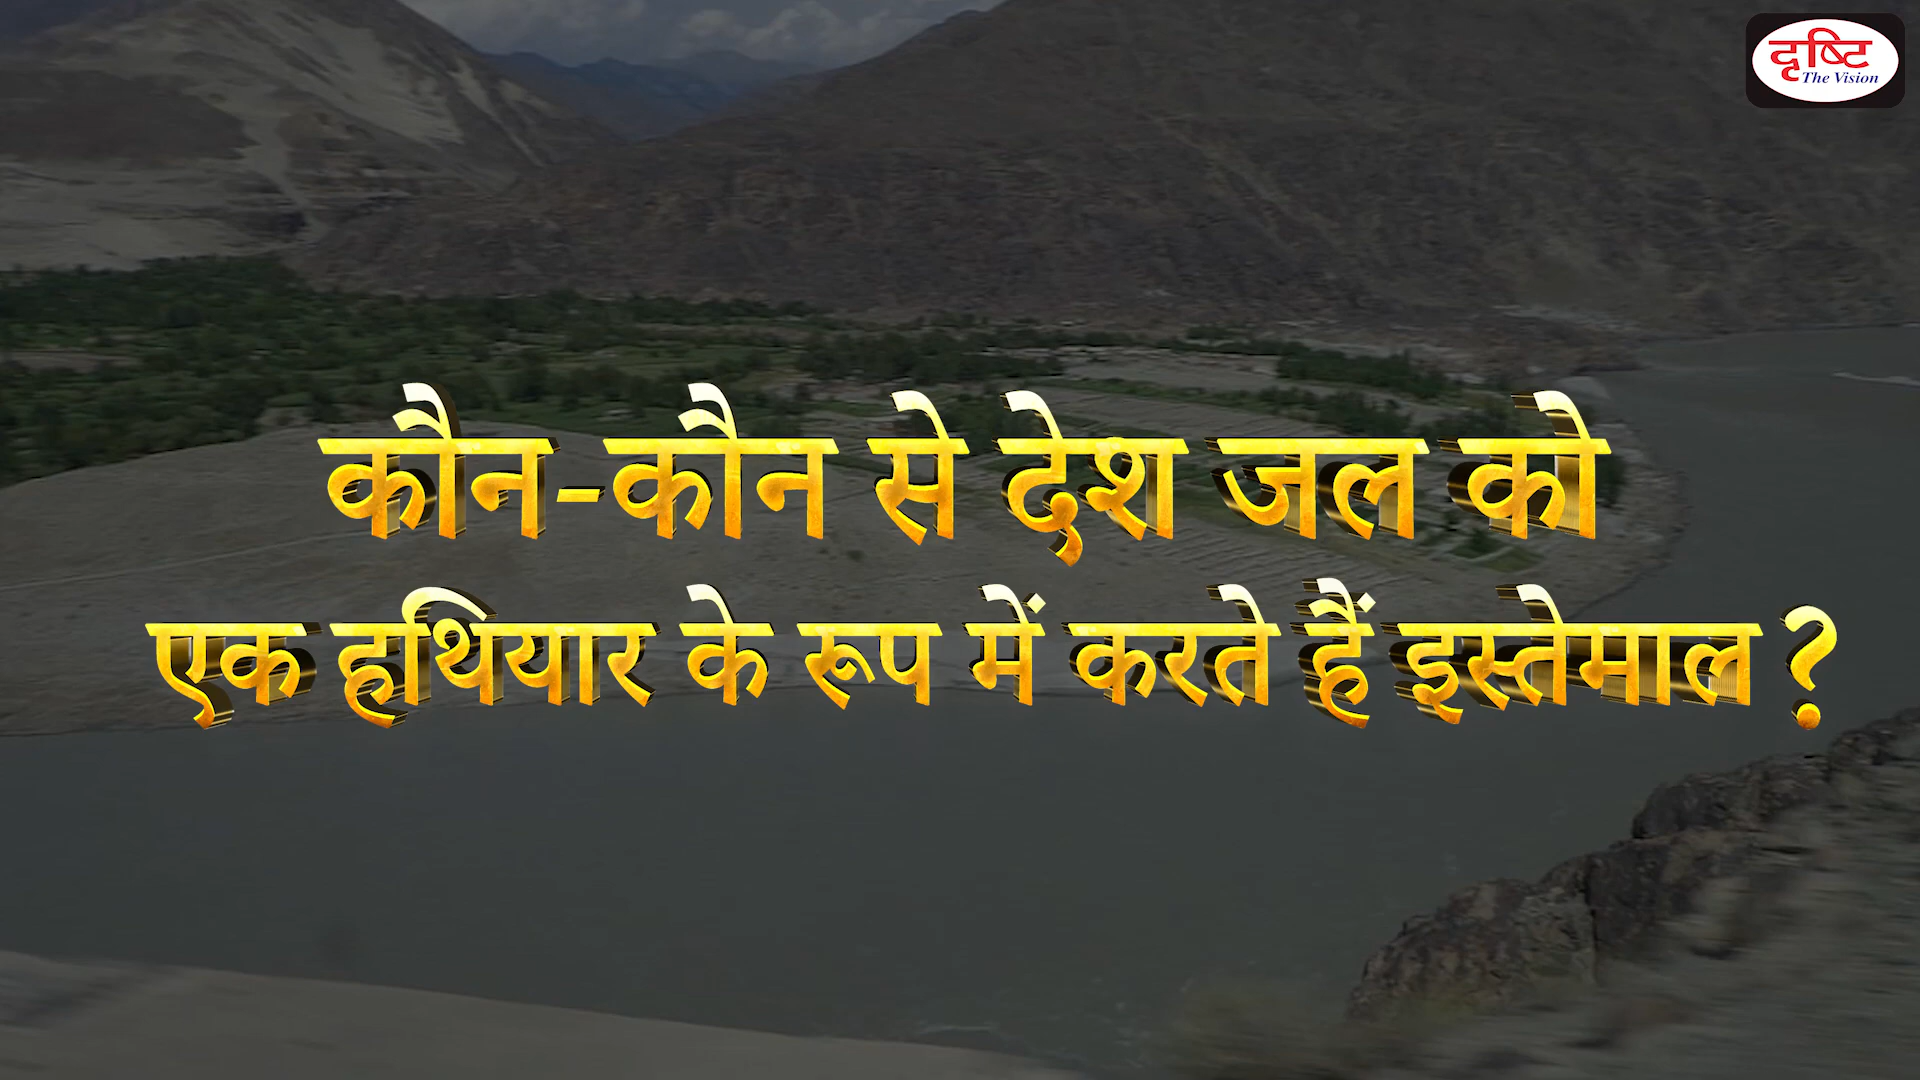 दृष्टि
The Vision
कौन-कौन से देश जल को
एक हथियार के रूप में करते हैं इस्तेमाल ?